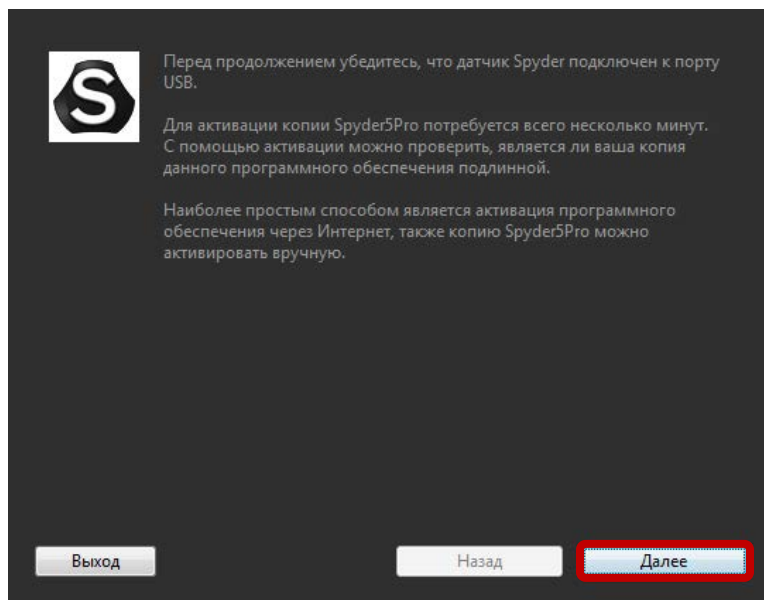 S
Перед продолжением убедитесь, что датчик Spyder подключен к порту
USB.
Для активации копии Spyder5Pro потребуется всего несколько минут.
С помощью активации можно проверить, является ли ваша копия
данного программного обеспечения подлинной.
Наиболее простым способом является активация программного
обеспечения через Интернет, также копию Spyder5Pro можно
активировать вручную.
Выход
Назад
Далее